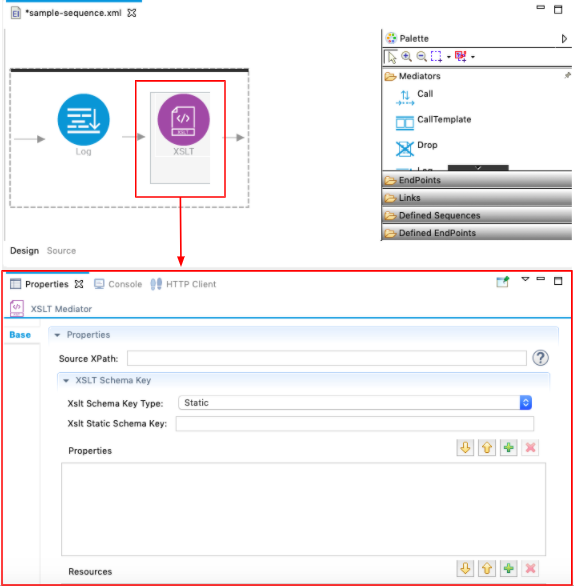 *sample-sequence.xml
Palette
Mediators
Call
CallTemplate
Drop
Log
XSLT
Log
XSLT
EndPoints
Links
Defined Sequences
Defined EndPoints
Design Source
Properties Console HTTP Client
XSLT Mediator
Base
Properties
Source XPath:
?
XSLT Schema Key
Xslt Schema Key Type: Static
Xslt Static Schema Key:
Properties
Resources